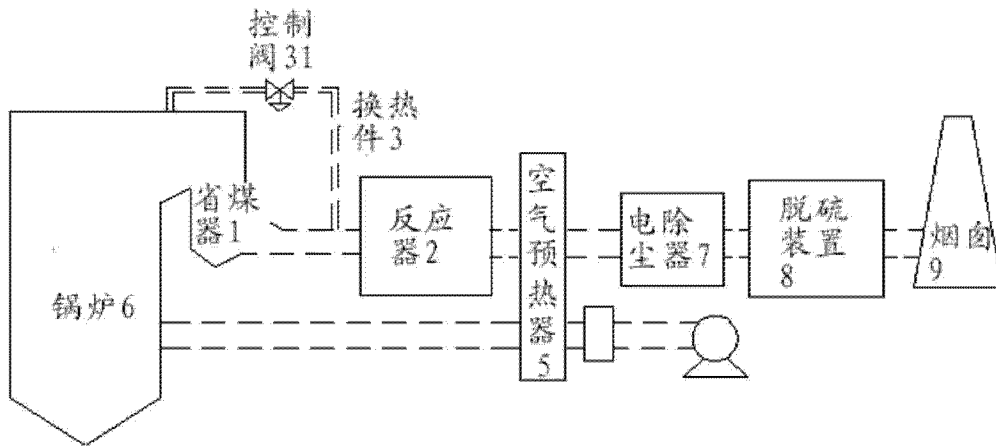 控制
阀31
换热
件3
省煤
器1
反应
器2
空
气
预
热
器
5
电除
尘器7
脱硫
装置
8
烟囱
9
锅炉6